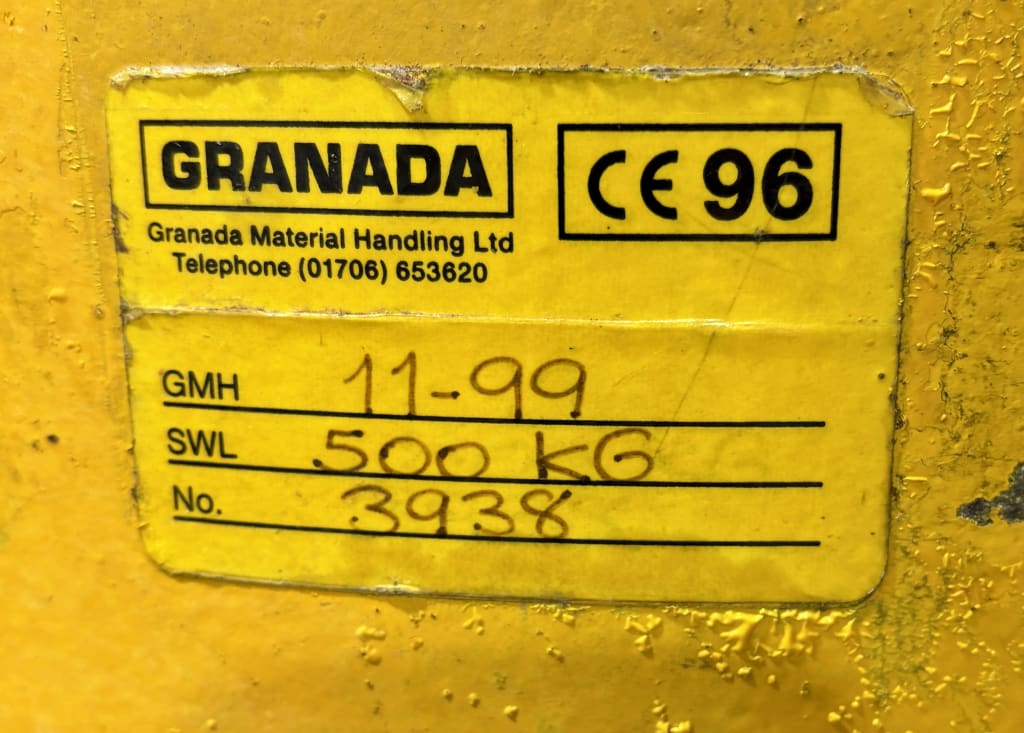 GRANADA
CE 96
Granada Material Handling Ltd
Telephone (01706) 653620
GMH 11-99
SWL 500 KG
No. 3938